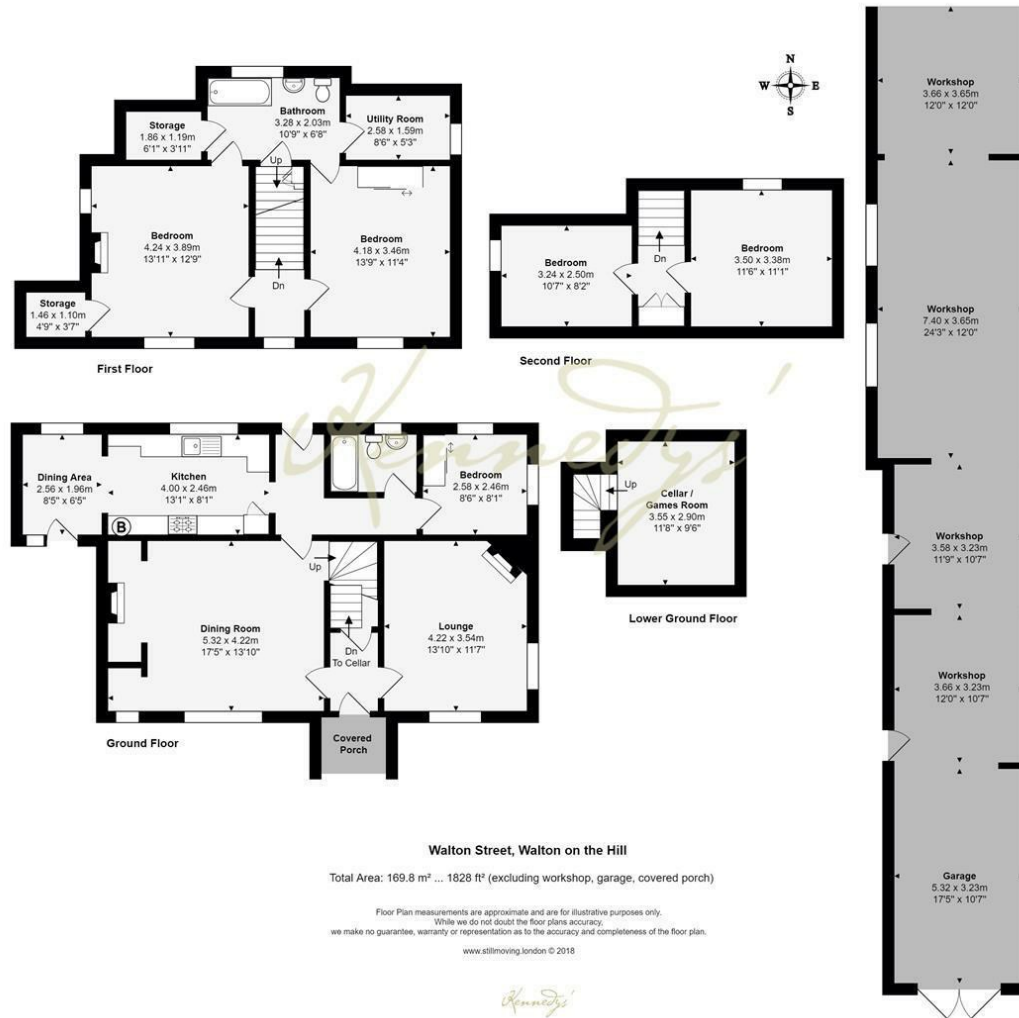 N
W E
S
Storage
1.86 x 1.19m
6'1" x 3'11"
Bathroom
3.28 x 2.03m
10'9" x 6'8"
Utility Room
2.58 x 1.59m
8'6" x 5'3"
Up
Bedroom
4.24 x 3.89m
13'11" x 12'9"
Bedroom
4.18 x 3.46m
13'9" x 11'4"
Dn
Storage
1.46 x 1.10m
4'9" x 3'7"
First Floor
Bedroom
3.24 x 2.50m
10'7" x 8'2"
Dn
Bedroom
3.50 x 3.38m
11'6" x 11'1"
Second Floor
Workshop
3.66 x 3.65m
12'0" x 12'0"
Workshop
7.40 x 3.65m
24'3" x 12'0"
Workshop
3.58 x 3.23m
11'9" x 10'7"
Workshop
3.66 x 3.23m
12'0" x 10'7"
Garage
5.32 x 3.23m
17'5" x 10'7"
Kennedys'
Dining Area
2.56 x 1.96m
8'5" x 6'5"
Kitchen
4.00 x 2.46m
13'1" x 8'1"
B
Bedroom
2.58 x 2.46m
8'6" x 8'1"
Up
Dining Room
5.32 x 4.22m
17'5" x 13'10"
Dn
To Cellar
Lounge
4.22 x 3.54m
13'10" x 11'7"
Covered
Porch
Ground Floor
Up
Cellar /
Games Room
3.55 x 2.90m
11'8" x 9'6"
Lower Ground Floor
Walton Street, Walton on the Hill
Total Area: 169.8 m² ... 1828 ft² (excluding workshop, garage, covered porch)
Floor Plan measurements are approximate and are for illustrative purposes only.
While we do not doubt the floor plans accuracy,
we make no guarantee, warranty or representation as to the accuracy and completeness of the floor plan.
www.stillmoving.london © 2018
Kennedys'